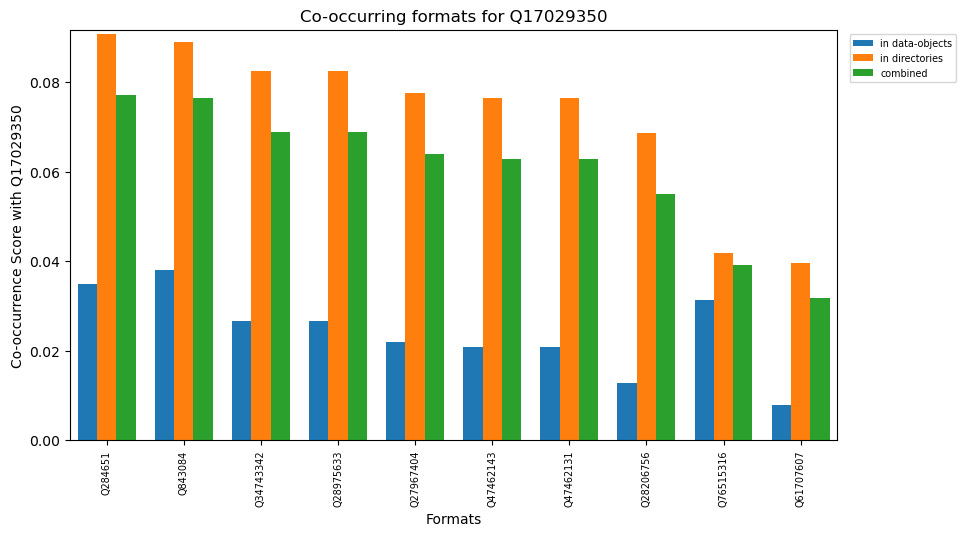 Co-occurring formats for Q17029350
in data-objects
in directories
combined
Co-occurrence Score with Q17029350
0.08
0.06
0.04
0.02
0.00
Q284651
Q843084
Q34743342
Q28975633
Q27967404
Q47462143
Q47462131
Q28206756
Q76515316
Q61707607
Formats